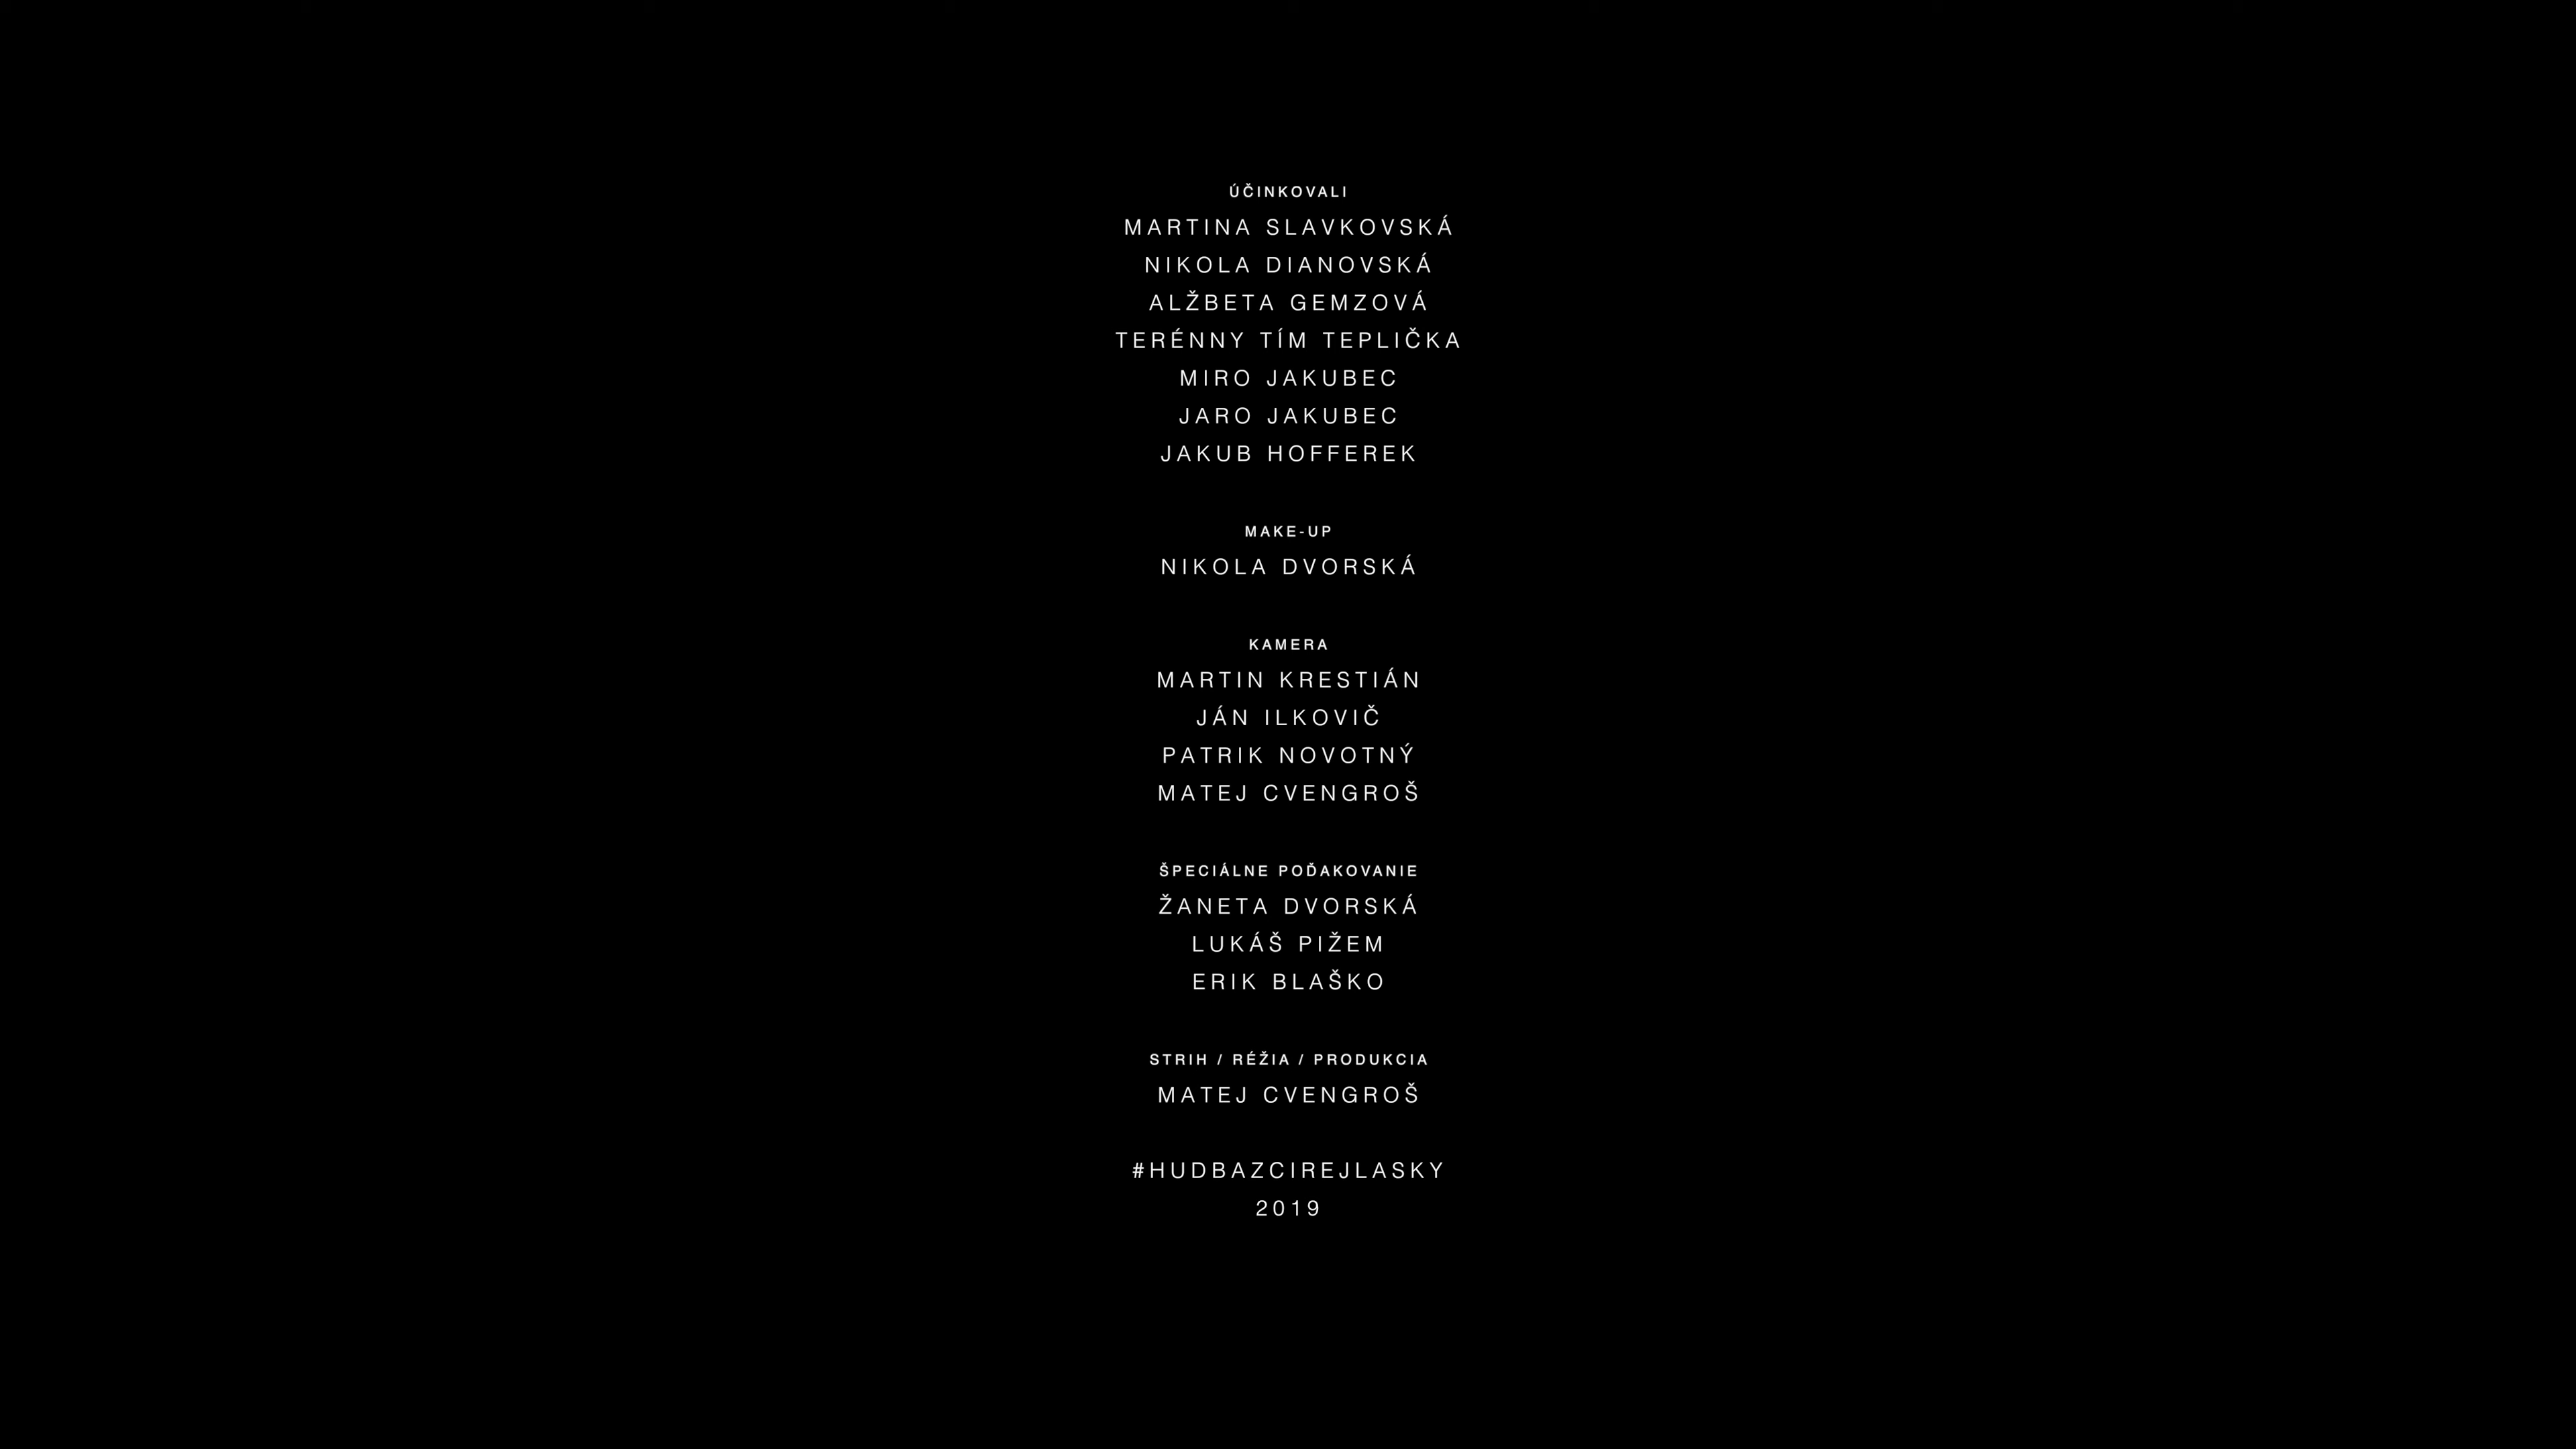 ÚČINKOVALI
MARTINA SLAVKOVSKÁ
NIKOLA DIANOVSKÁ
ALŽBETA GEMZOVÁ
TERÉNNY TÍM TEPLIČKA
MIRO JAKUBEC
JARO JAKUBEC
JAKUB HOFFEREK
MAKE-UP
NIKOLA DVORSKÁ
KAMERA
MARTIN KRESTIÁN
JÁN ILKOVIČ
PATRIK NOVOTNÝ
MATEJ CVENGROŠ
ŠPECIÁLNE POĎAKOVANIE
ŽANETA DVORSKÁ
LUKÁŠ PIŽEM
ERIK BLAŠKO
STRIH / RÉŽIA / PRODUKCIA
MATEJ CVENGROŠ
#HUDBAZCIREJLASKY
2019